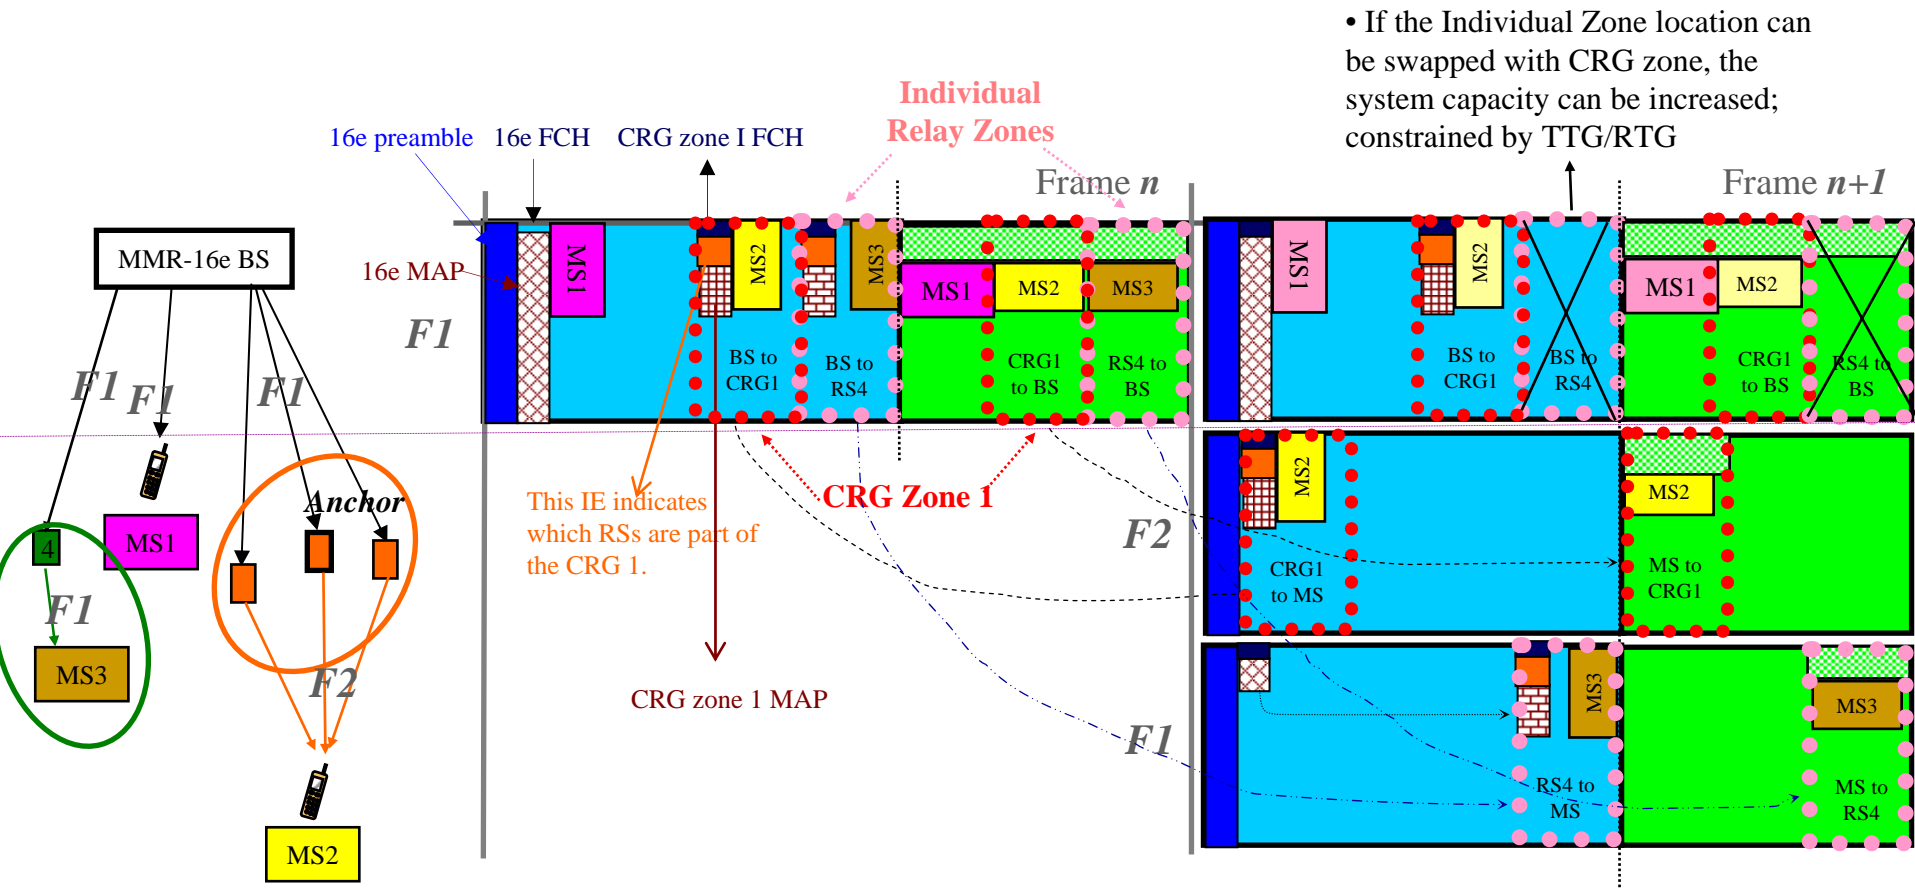 • If the Individual Zone location can
be swapped with CRG zone, the
system capacity can be increased;
constrained by TTG/RTG
Individual
Relay Zones
16e preamble
16e FCH
CRG zone I FCH
Frame n
Frame n+1
MMR-16e BS
16e MAP
F1
MS1
MS2
MS3
MS1
MS2
MS3
BS to
CRG1
BS to
RS4
CRG1
to BS
RS4 to
BS
MS1
MS2
MS1
MS2
BS to
CRG1
BS to
RS4
CRG1
to BS
RS4 to
BS
F1
F1
F1
Anchor
4
MS1
F1
MS3
F2
MS2
This IE indicates
which RSs are part of
the CRG 1.
CRG Zone 1
CRG zone 1 MAP
F2
MS2
CRG1
to MS
MS2
MS to
CRG1
F1
MS3
RS4 to
MS
MS3
MS to
RS4